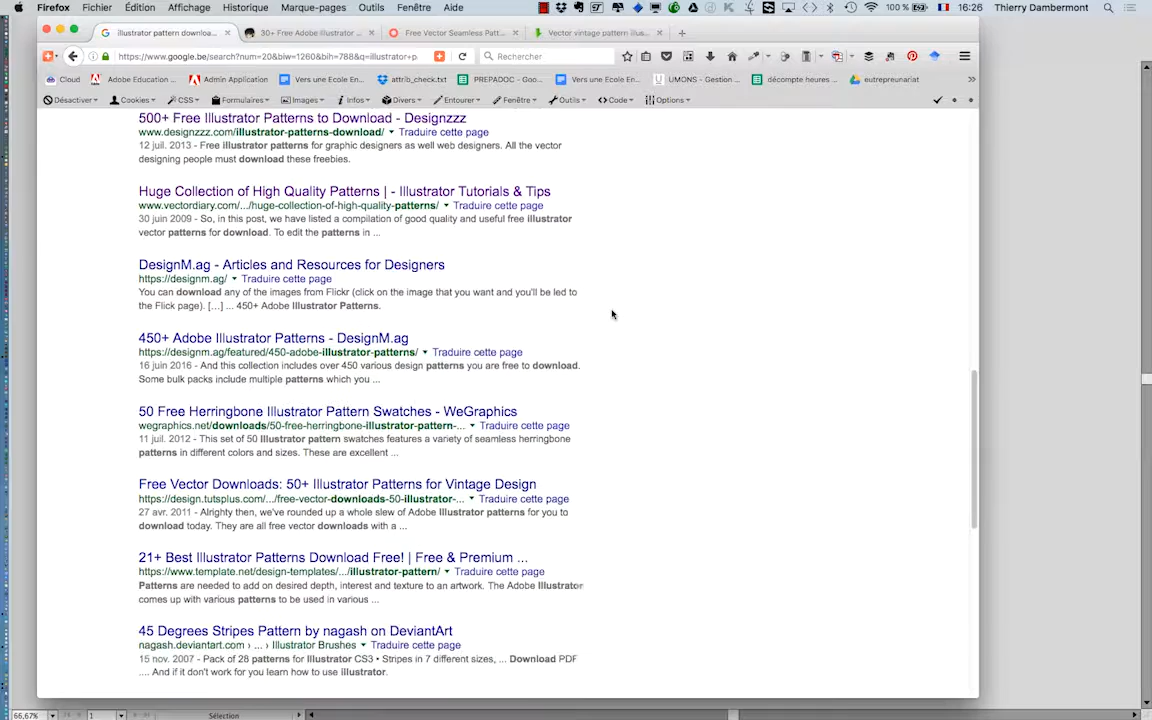 Firefox Fichier Édition Affichage Historique Marque-pages Outils Fenêtre Aide 100 % 16:26 Thierry Dambermont
illustrator pattern downloa... 30+ Free Adobe illustrator ... Free Vector Seamless Patt... Vector vintage pattern illus...
https://www.google.be/search?num=20&biw=1260&bih=788&q=illustrator+p Rechercher
Cloud Adobe Education ... Admin Application Vers une Ecole En... attrib_check.txt PREPADOC - Goo... Vers une Ecole En... UMONS - Gestion ... décompte heures ... eutrepreunariat
Désactiver Cookies CSS Formulaires Images Infos Divers Entourer Fenêtre Outils Code Options
500+ Free Illustrator Patterns to Download - Designzzz
www.designzzz.com/illustrator-patterns-download/ Traduire cette page
12 juil. 2013 - Free illustrator patterns for graphic designers as well web designers. All the vector
designing people must download these freebies.
Huge Collection of High Quality Patterns | - Illustrator Tutorials & Tips
www.vectordiary.com/.../huge-collection-of-high-quality-patterns/ Traduire cette page
30 juin 2009 - So, in this post, we have listed a compilation of good quality and useful free illustrator
vector patterns for download. To edit the patterns in ...
DesignM.ag - Articles and Resources for Designers
https://designm.ag/ Traduire cette page
You can download any of the images from Flickr (click on the image that you want and you'll be led to
the Flick page). [...] ... 450+ Adobe Illustrator Patterns.
450+ Adobe Illustrator Patterns - DesignM.ag
https://designm.ag/featured/450-adobe-illustrator-patterns/ Traduire cette page
16 juin 2016 - And this collection includes over 450 various design patterns you are free to download.
Some bulk packs include multiple patterns which you ...
50 Free Herringbone Illustrator Pattern Swatches - WeGraphics
wegraphics.net/downloads/50-free-herringbone-illustrator-pattern-... Traduire cette page
11 juil. 2012 - This set of 50 Illustrator pattern swatches features a variety of seamless herringbone
patterns in different colors and sizes. These are excellent ...
Free Vector Downloads: 50+ Illustrator Patterns for Vintage Design
https://design.tutsplus.com/.../free-vector-downloads-50-illustrator-... Traduire cette page
27 avr. 2011 - Alrighty then, we've rounded up a whole slew of Adobe Illustrator patterns for you to
download today. They are all free vector downloads with a ...
21+ Best Illustrator Patterns Download Free! | Free & Premium ...
https://www.template.net/design-templates/.../illustrator-pattern/ Traduire cette page
Patterns are needed to add on desired depth, interest and texture to an artwork. The Adobe Illustrator
comes up with various patterns to be used in various ...
45 Degrees Stripes Pattern by nagash on DeviantArt
nagash.deviantart.com › ... › Illustrator Brushes Traduire cette page
15 nov. 2007 - Pack of 28 patterns for Illustrator CS3 • Stripes in 7 different sizes, ... Download PDF
.... And if it don't work for you learn how to use illustrator.
66,67% 1 Sélection